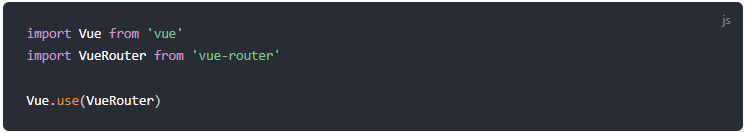 js
import Vue from 'vue'
import VueRouter from 'vue-router'
Vue.use(VueRouter)